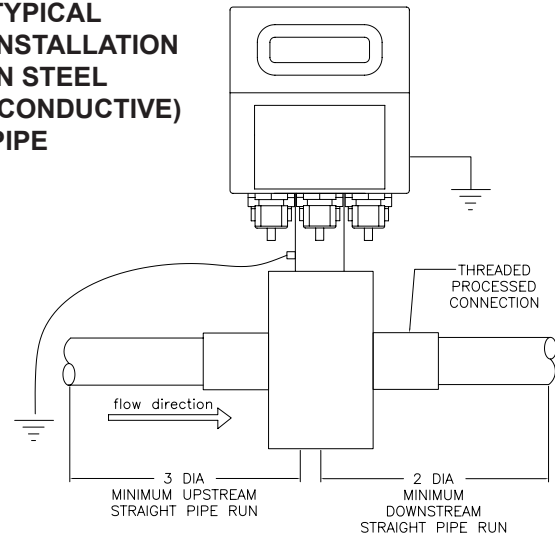 TYPICAL
INSTALLATION
IN STEEL
(CONDUCTIVE)
PIPE
THREADED
PROCESSED
CONNECTION
flow direction
3 DIA
MINIMUM UPSTREAM
STRAIGHT PIPE RUN
2 DIA
MINIMUM
DOWNSTREAM
STRAIGHT PIPE RUN